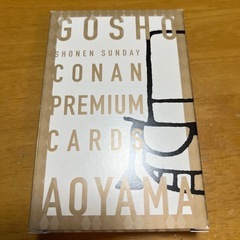 GOSHO
SHONEN SUNDAY
CONAN
PREMIUM
CARDS
AOYAMA